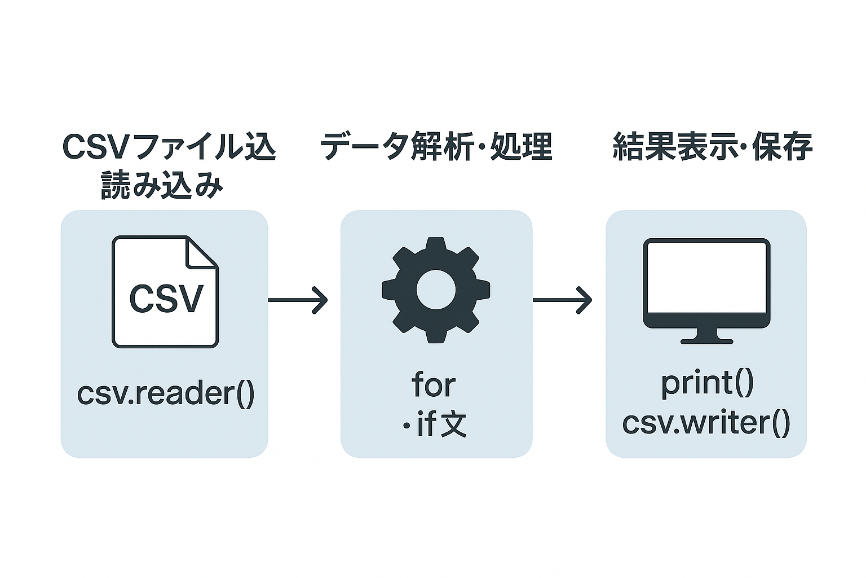 CSVファイル込
読み込み
CSV
csv.reader()
データ解析・処理
for
・if文
結果表示・保存
print()
csv.writer()